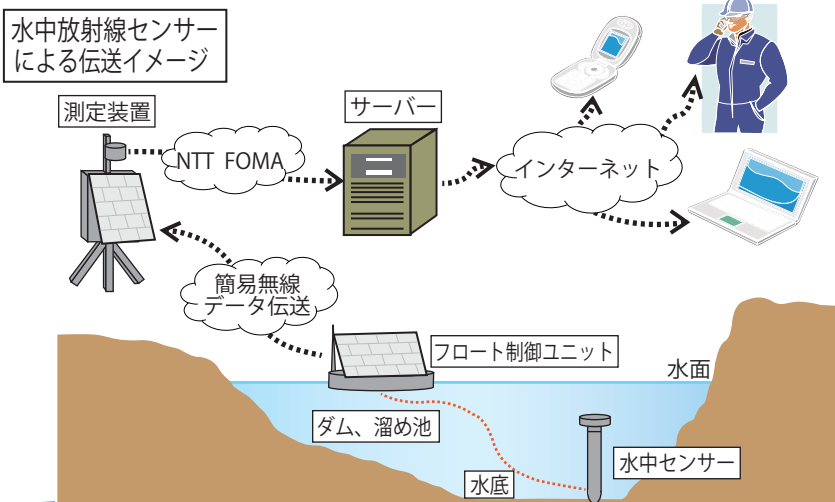 水中放射線センサー
による伝送イメージ
測定装置
NTT FOMA
サーバー
インターネット
簡易無線
データ伝送
フロート制御ユニット
水面
ダム、溜め池
水中センサー
水底